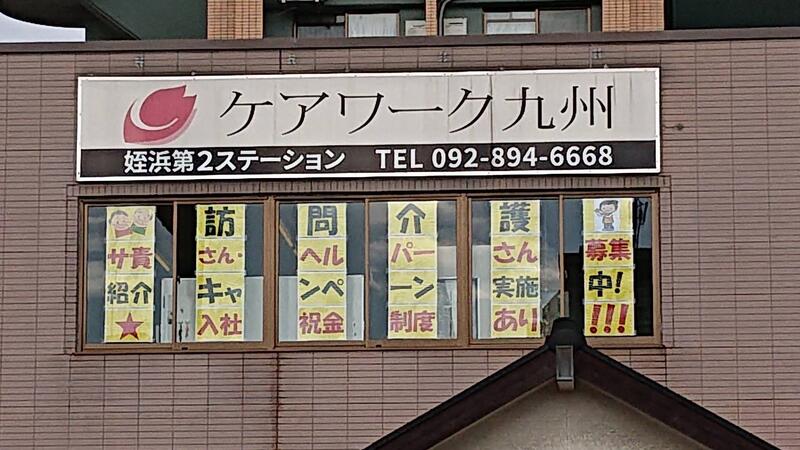 ケアワーク九州
姪浜第2ステーション TEL 092-894-6668
訪問介護
サ責さん・ヘルパーさん募集
紹介キャンペーン実施中!
★入社祝金制度あり!!!